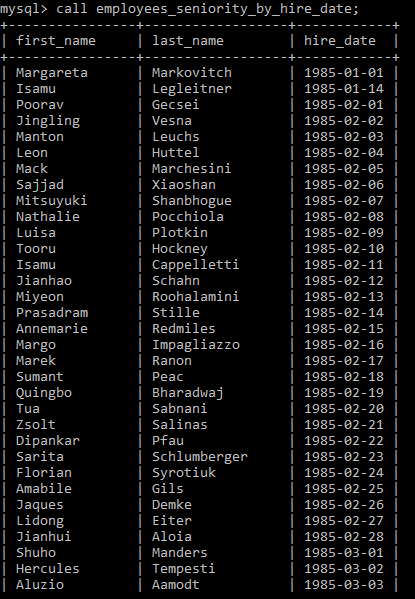 mysql> call employees_seniority_by_hire_date;
+----------------+------------------+------------+
| first_name | last_name | hire_date |
+----------------+------------------+------------+
| Margareta | Markovitch | 1985-01-01 |
| Isamu | Legleitner | 1985-01-14 |
| Poorav | Gecsei | 1985-02-01 |
| Jingling | Vesna | 1985-02-02 |
| Manton | Leuchs | 1985-02-03 |
| Leon | Huttel | 1985-02-04 |
| Mack | Marchesini | 1985-02-05 |
| Sajjad | Xiaoshan | 1985-02-06 |
| Mitsuyuki | Shanbhogue | 1985-02-07 |
| Nathalie | Pocchiola | 1985-02-08 |
| Luisa | Plotkin | 1985-02-09 |
| Tooru | Hockney | 1985-02-10 |
| Isamu | Cappelletti | 1985-02-11 |
| Jianhao | Schahn | 1985-02-12 |
| Miyeon | Roohalamini | 1985-02-13 |
| Prasadram | Stille | 1985-02-14 |
| Annemarie | Redmiles | 1985-02-15 |
| Margo | Impagliazzo | 1985-02-16 |
| Marek | Ranon | 1985-02-17 |
| Sumant | Peac | 1985-02-18 |
| Quingbo | Bharadwaj | 1985-02-19 |
| Tua | Sabnani | 1985-02-20 |
| Zsolt | Salinas | 1985-02-21 |
| Dipankar | Pfau | 1985-02-22 |
| Sarita | Schlumberger | 1985-02-23 |
| Florian | Syrotiuk | 1985-02-24 |
| Amabile | Gils | 1985-02-25 |
| Jaques | Demke | 1985-02-26 |
| Lidong | Eiter | 1985-02-27 |
| Jianhui | Aloia | 1985-02-28 |
| Shuho | Manders | 1985-03-01 |
| Hercules | Tempesti | 1985-03-02 |
| Aluzio | Aamodt | 1985-03-03 |